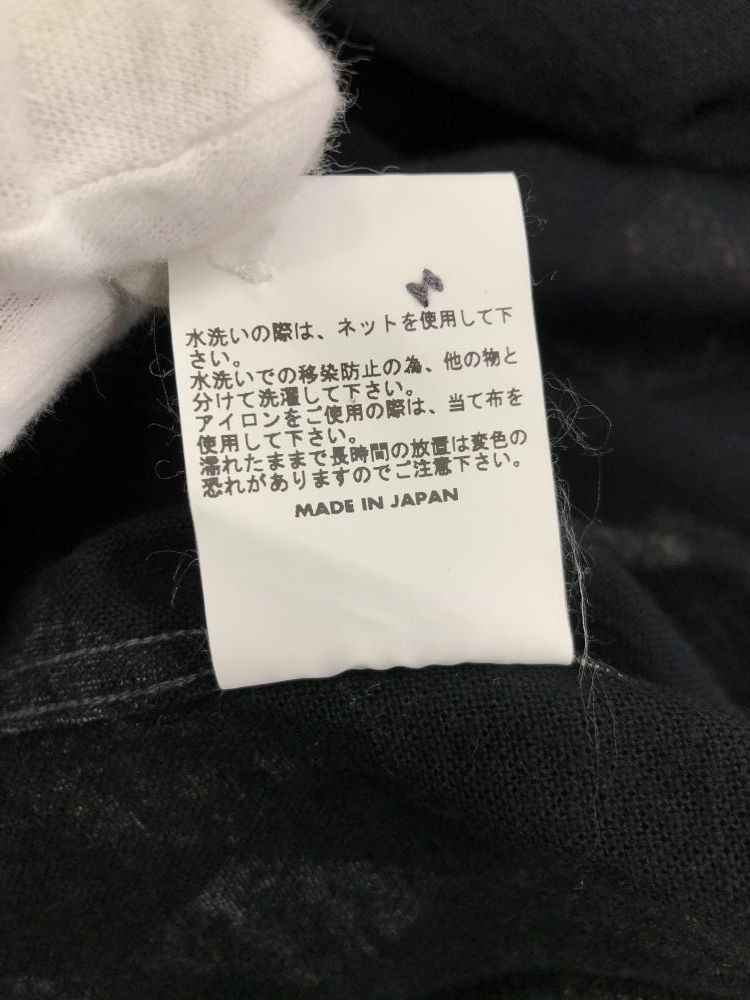 水洗いの際は、ネットを使用して下
さい。
水洗いでの移染防止の為、他の物と
分けて洗濯して下さい。
アイロンをご使用の際は、当て布を
使用して下さい。
濡れたままで長時間の放置は変色の
恐れがありますのでご注意下さい。
MADE IN JAPAN